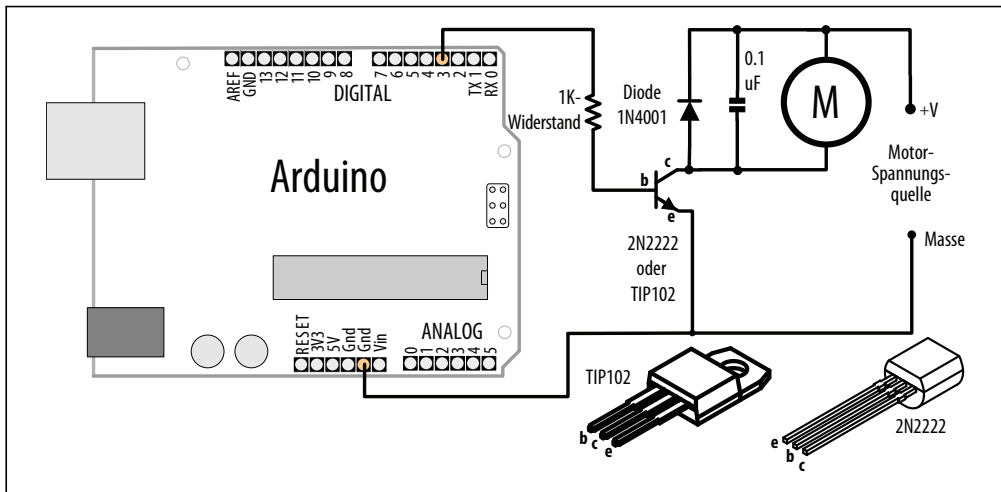 AREF
GND
13
12
11
10
9
8
7
6
5
4
3
2
TX 1
RX 0
DIGITAL
Arduino
RESET
3V3
5V
Gnd
Gnd
Vin
ANALOG
0
1
2
3
4
5
1K-
Widerstand
Diode
1N4001
0.1
uF
M
+V
Motor-
Spannungs-
quelle
Masse
c
b
e
2N2222
oder
TIP102
TIP102
b
c
e
2N2222
e
b
c